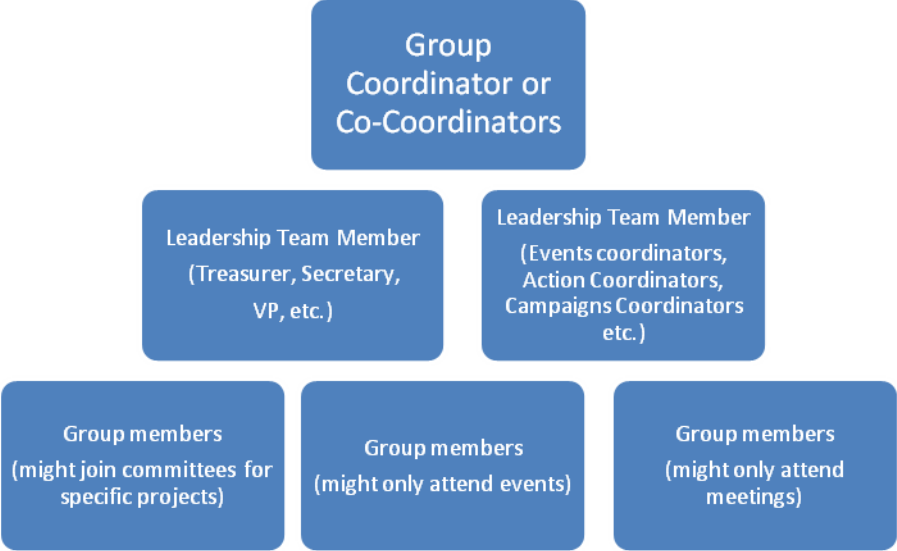 Group
Coordinator or
Co-Coordinators
Leadership Team Member
(Treasurer, Secretary,
VP, etc.)
Leadership Team Member
(Events coordinators,
Action Coordinators,
Campaigns Coordinators
etc.)
Group members
(might join committees for
specific projects)
Group members
(might only attend events)
Group members
(might only attend
meetings)